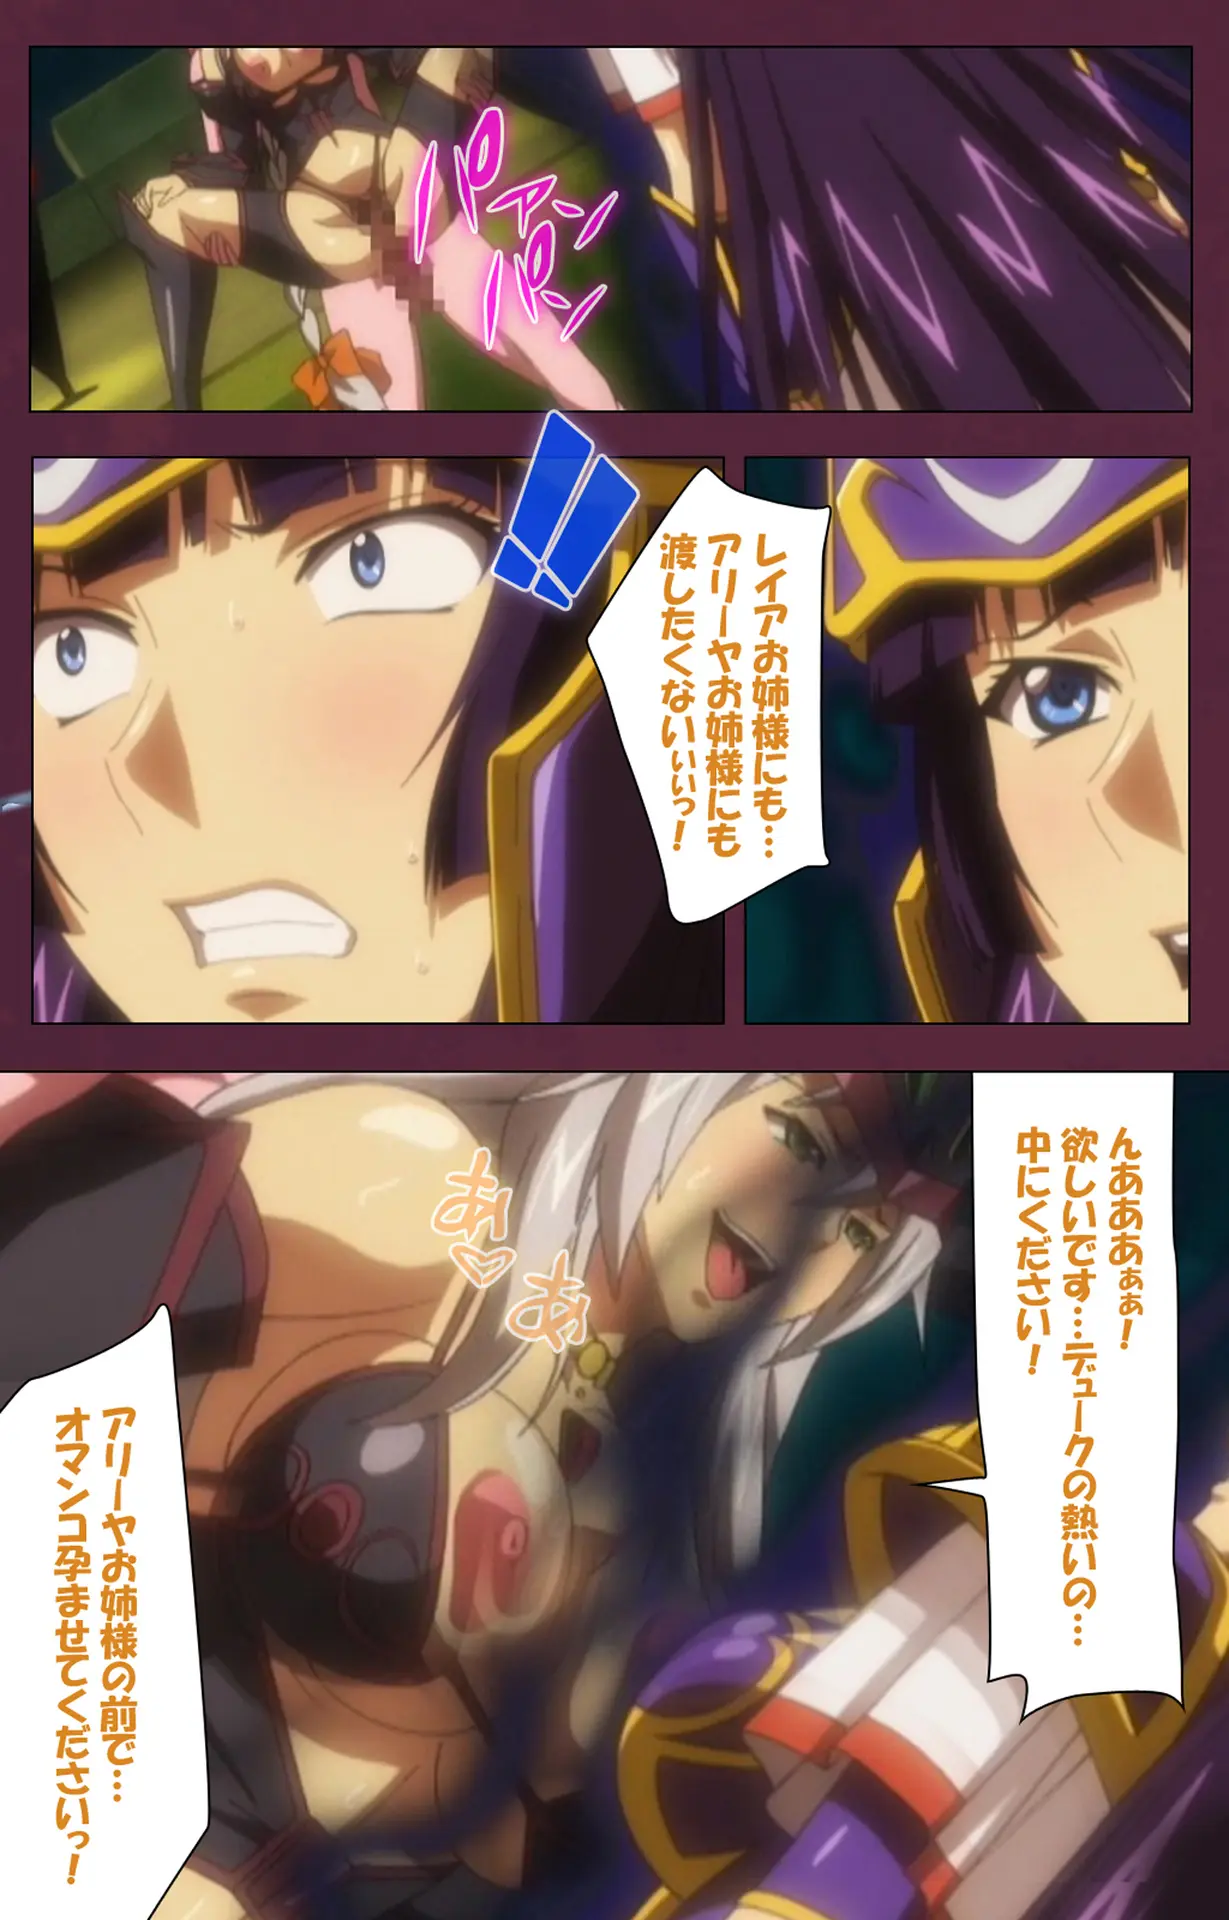 パアン
パン
レイアお姉様にも…
アリーヤお姉様にも
渡したくないぃぃっ！
んあああぁぁ！
欲しいです…デュークの熱いの…
中にください！
あ♡
あ
アリーヤお姉様の前で…
オマンコ孕ませてくださいっ！